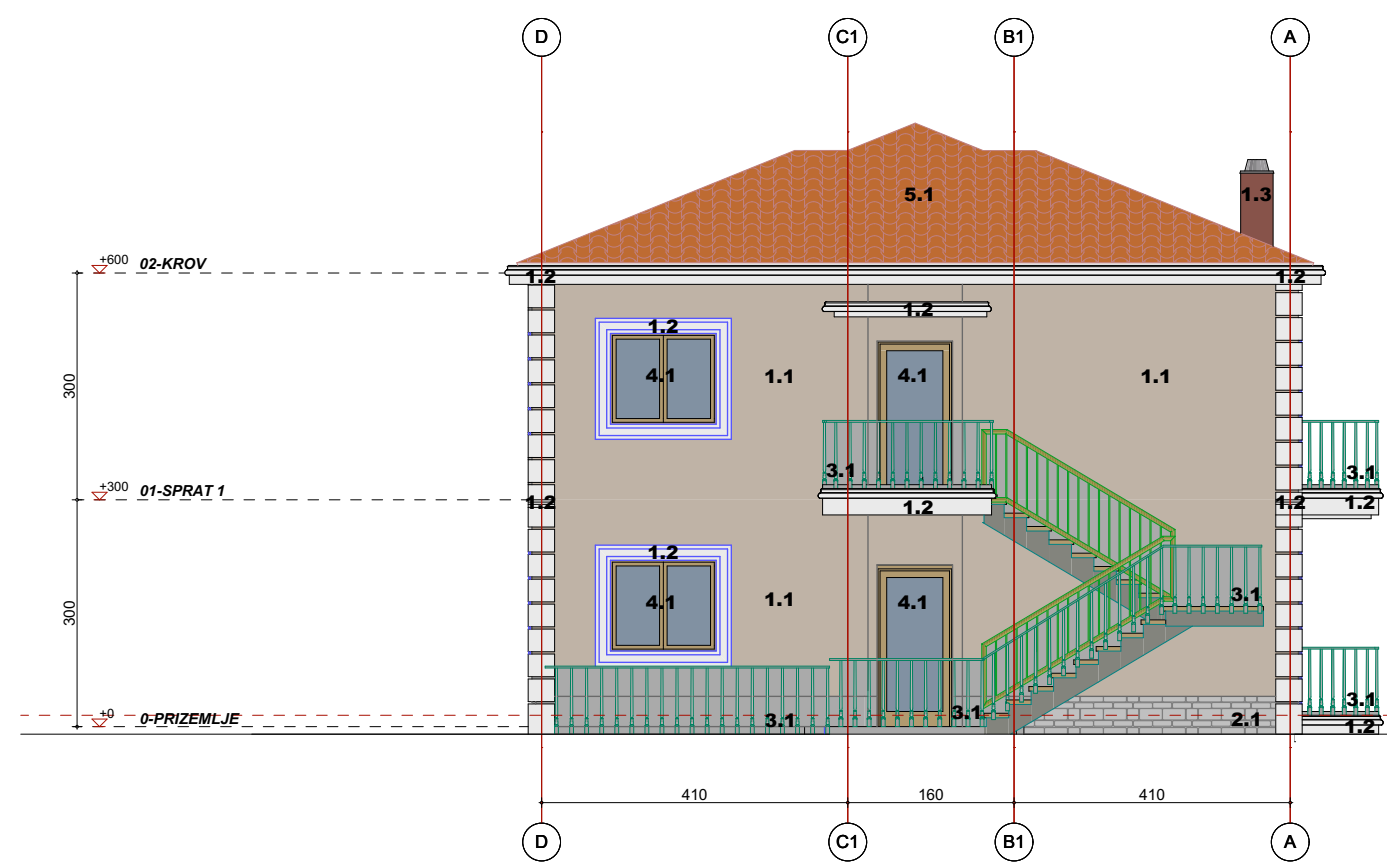 D C1 B1 A
5.1 1.3
+600 02-KROV
1.2 1.2
1.2
1.2
300 4.1 1.1 4.1 1.1
3.1 3.1
+300 01-SPRAT 1
1.2 1.2 1.2 1.2
1.2
4.1 1.1 4.1 3.1
300
3.1
+0 0-PRIZEMLJE 3.1 3.1 2.1
1.2
410 160 410
D C1 B1 A